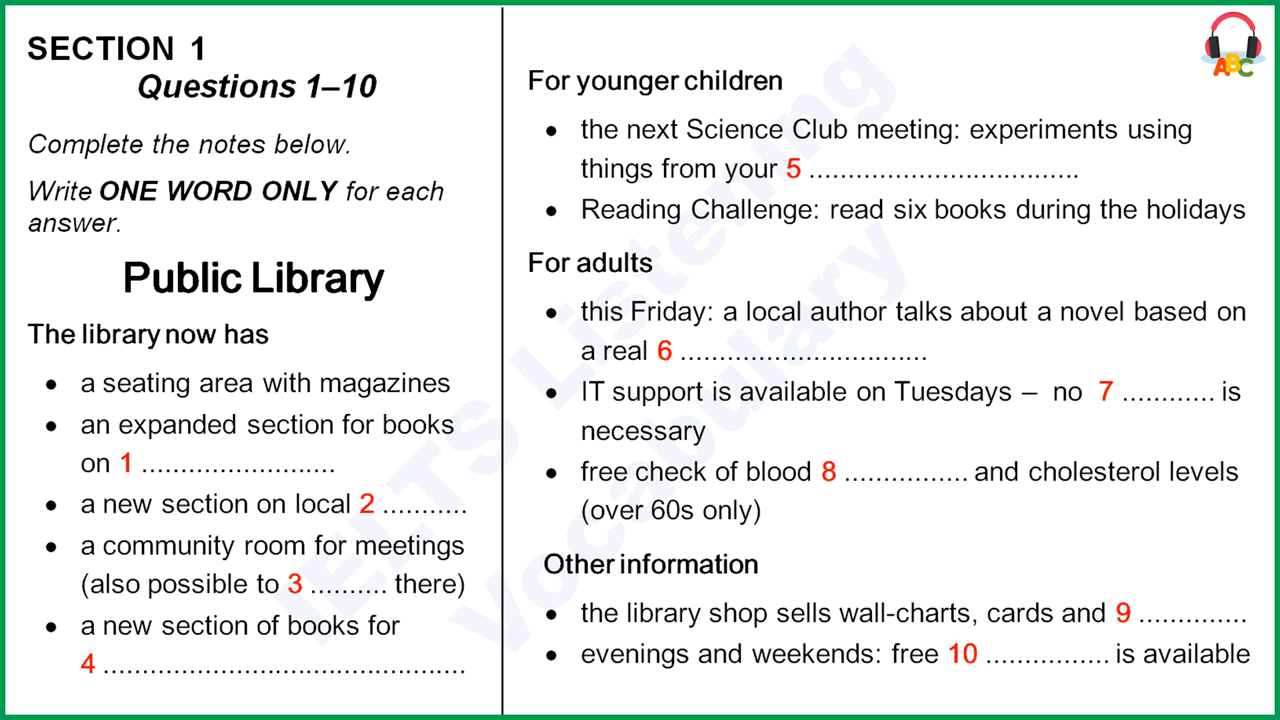 SECTION 1
Questions 1–10
Complete the notes below.
Write ONE WORD ONLY for each
answer.
Public Library
The library now has
• a seating area with magazines
• an expanded section for books
on 1 .........................
• a new section on local 2 ...........
• a community room for meetings
(also possible to 3 .......... there)
• a new section of books for
4 ..............................................
For younger children
• the next Science Club meeting: experiments using
things from your 5 ..................................
• Reading Challenge: read six books during the holidays
For adults
• this Friday: a local author talks about a novel based on
a real 6 ................................
• IT support is available on Tuesdays – no 7 ............ is
necessary
• free check of blood 8 ................ and cholesterol levels
(over 60s only)
Other information
• the library shop sells wall-charts, cards and 9 ..............
• evenings and weekends: free 10 ................ is available
ABC
IELTS Listening
Vocabulary